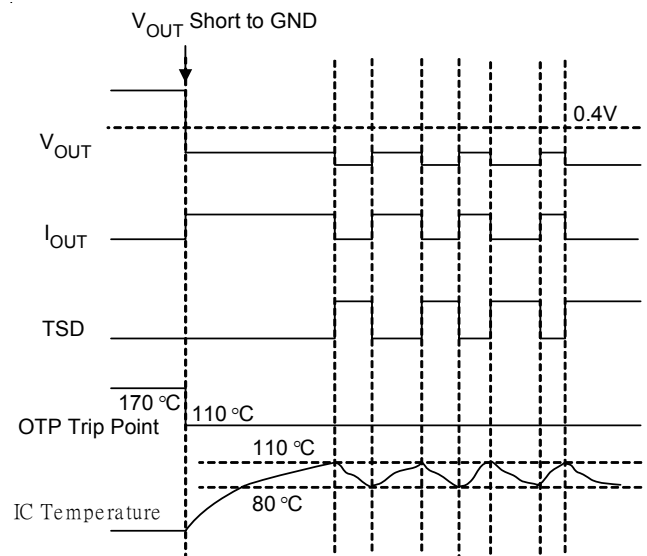 VOUT Short to GND
0.4V
VOUT
IOUT
TSD
170 °C
110 °C
OTP Trip Point
110 °C
80 °C
IC Temperature